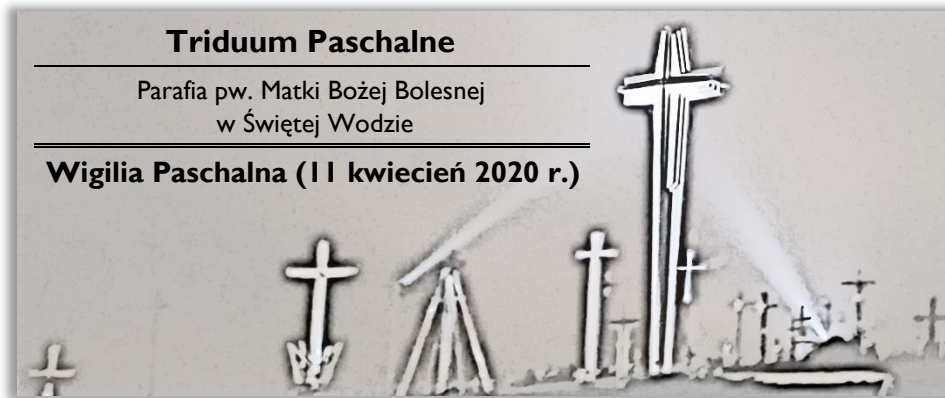 Triduum Paschalne
Parafia pw. Matki Bożej Bolesnej
w Świętej Wodzie
Wigilia Paschalna (11 kwiecień 2020 r.)